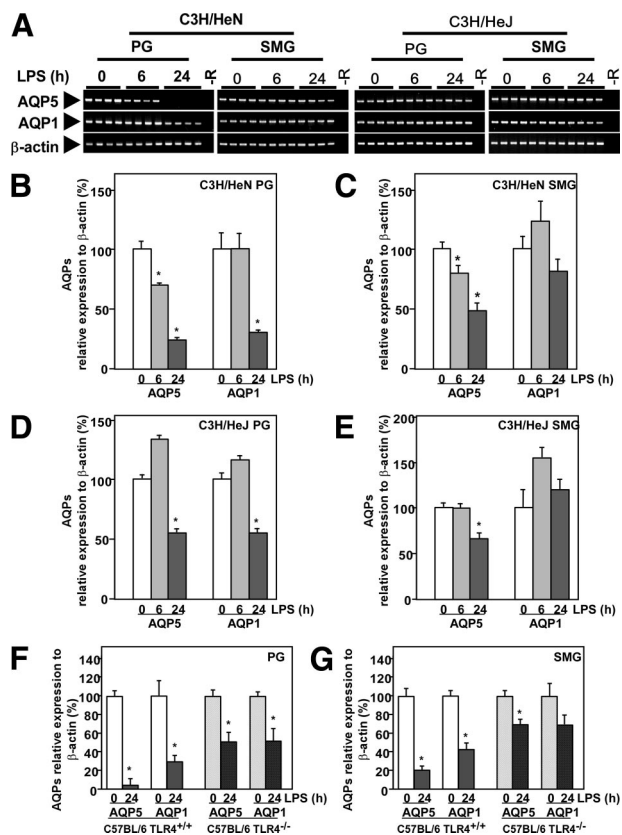 A
C3H/HeN C3H/HeJ
PG SMG PG SMG
LPS (h) 0 6 24 -R 0 6 24 -R 0 6 24 -R 0 6 24 -R
AQP5
AQP1
β-actin
B
C3H/HeN PG
AQPs
relative expression to β-actin (%)
150
100
50
0
0 6 24 0 6 24 LPS (h)
AQP5 AQP1
C
C3H/HeN SMG
AQPs
relative expression to β-actin (%)
150
100
50
0
* * 
0 6 24 0 6 24 LPS (h)
AQP5 AQP1
D
C3H/HeJ PG
AQPs
relative expression to β-actin (%)
150
100
50
0
* *
0 6 24 0 6 24 LPS (h)
AQP5 AQP1
E
C3H/HeJ SMG
AQPs
relative expression to β-actin (%)
200
150
100
50
0
*
0 6 24 0 6 24 LPS (h)
AQP5 AQP1
F
PG
AQPs relative expression to
β-actin (%)
140
120
100
80
60
40
20
0
* * * *
0 24 0 24 0 24 0 24 LPS (h)
AQP5 AQP1 AQP5 AQP1
C57BL/6 TLR4+/+ C57BL/6 TLR4-/-
G
SMG
AQPs relative expression to
β-actin (%)
140
120
100
80
60
40
20
0
* * *
0 24 0 24 0 24 0 24 LPS (h)
AQP5 AQP1 AQP5 AQP1
C57BL/6 TLR4+/+ C57BL/6 TLR4-/-